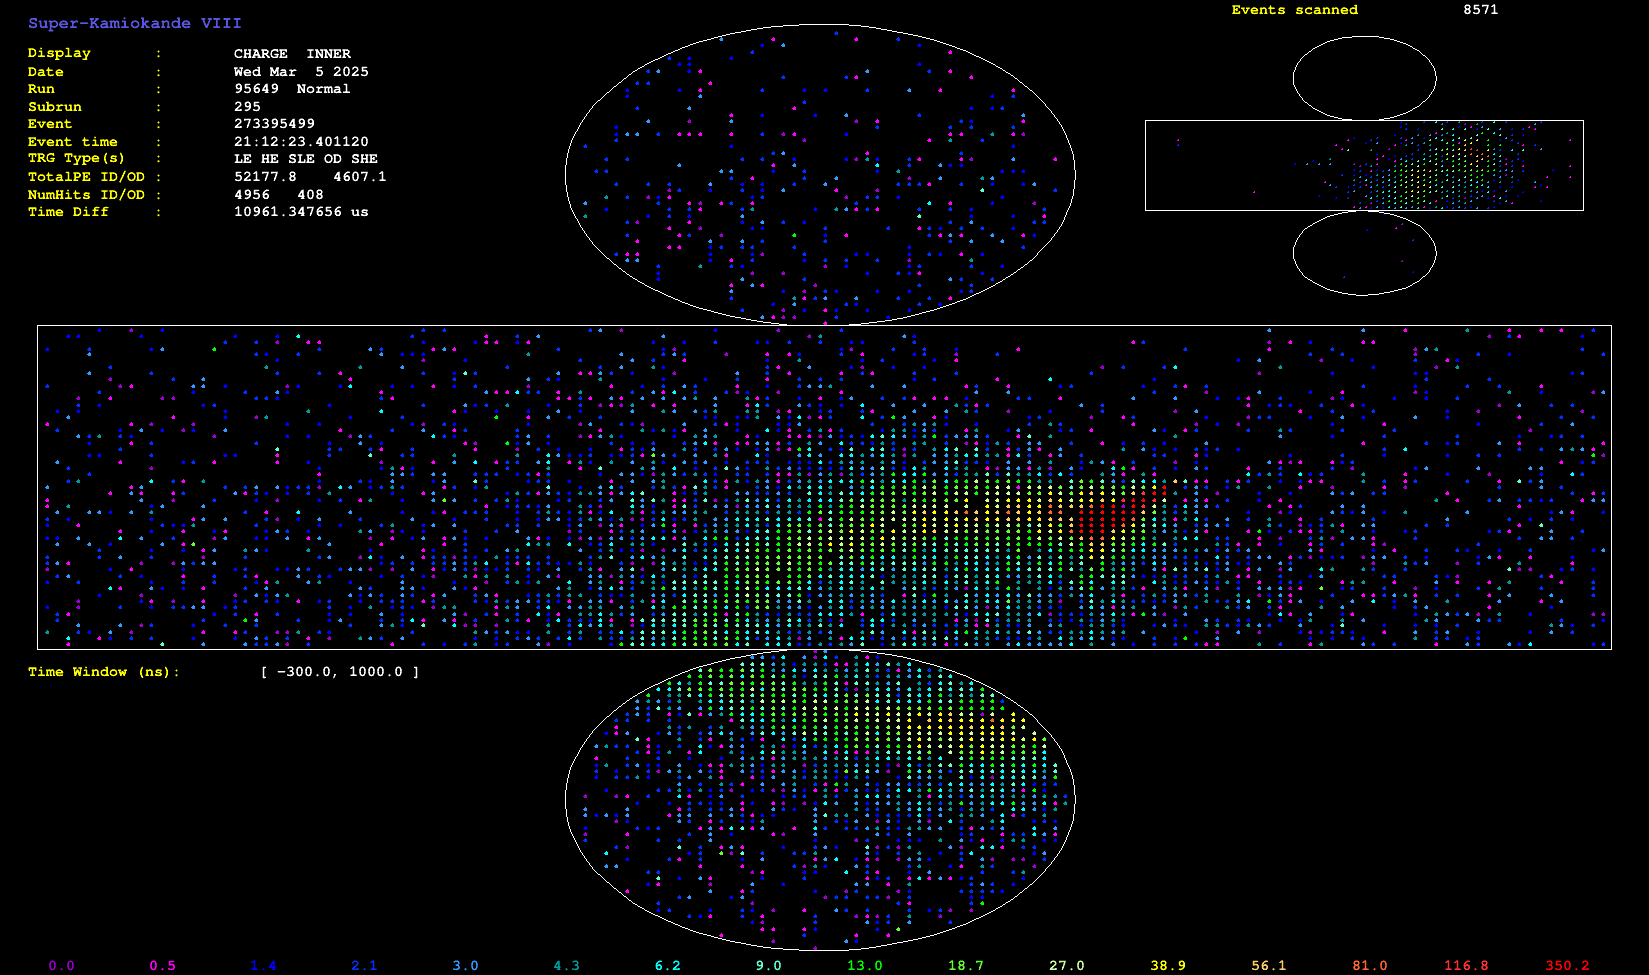 Super-Kamiokande VIII
Events scanned 8571
Display : CHARGE INNER
Date : Wed Mar 5 2025
Run : 95649 Normal
Subrun : 295
Event : 273395499
Event time : 21:12:23.401120
TRG Type(s) : LE HE SLE OD SHE
TotalPE ID/OD : 52177.8 4607.1
NumHits ID/OD : 4956 408
Time Diff : 10961.347656 us
Time Window (ns): [ -300.0, 1000.0 ]
0.0 0.5 1.4 2.1 3.0 4.3 6.2 9.0 13.0 18.7 27.0 38.9 56.1 81.0 116.8 350.2